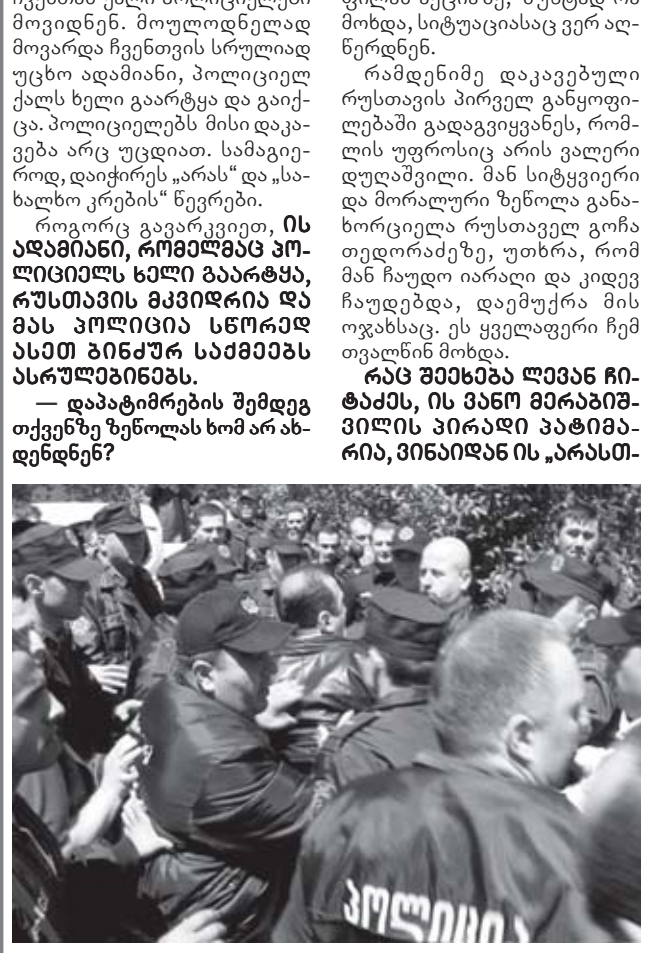 მოვიდნენ. მოულოდნელად
მოვარდა ჩვენთვის სრულიად
უცხო ადამიანი, პოლიციელ
ქალს ხელი გაარტყა და გაიქ-
ცა. პოლიციელებს მისი დაკა-
ვება არც უცდიათ. სამაგიე-
როდ, დაიჭირეს „არას“ და „სა-
ხალხო კრების“ წევრები.
როგორც გავარკვიეთ, ის
ადამიანი, რომელმაც პო-
ლიციელს ხელი გაარტყა,
რუსთავის მკვიდრია და
მას პოლიცია სწორედ
ასეთ ბინძურ საქმეებს
ასრულებინებს.
— დაპატიმრების შემდეგ
თქვენზე ზეწოლას ხომ არ ახ-
დენდნენ?
მოხდა, სიტუაციასაც ვერ აღ-
წერდნენ.
რამდენიმე დაკავებული
რუსთავის პირველ განყოფი-
ლებაში გადაგვიყვანეს, რომ-
ლის უფროსიც არის ვალერი
დუღაშვილი. მან სიტყვიერი
და მორალური ზეწოლა განა-
ხორციელა რუსთაველ გოჩა
თედორაძეზე, უთხრა, რომ
მან ჩაუდო იარაღი და კიდევ
ჩაუდებდა, დაემუქრა მის
ოჯახსაც. ეს ყველაფერი ჩემ
თვალწინ მოხდა.
რაც შეეხება ლევან ჩი-
ტაძეს, ის ვანო მერაბიშ-
ვილის პირადი პატიმა-
რია, ვინაიდან ის „არასთ-
პოლიცია